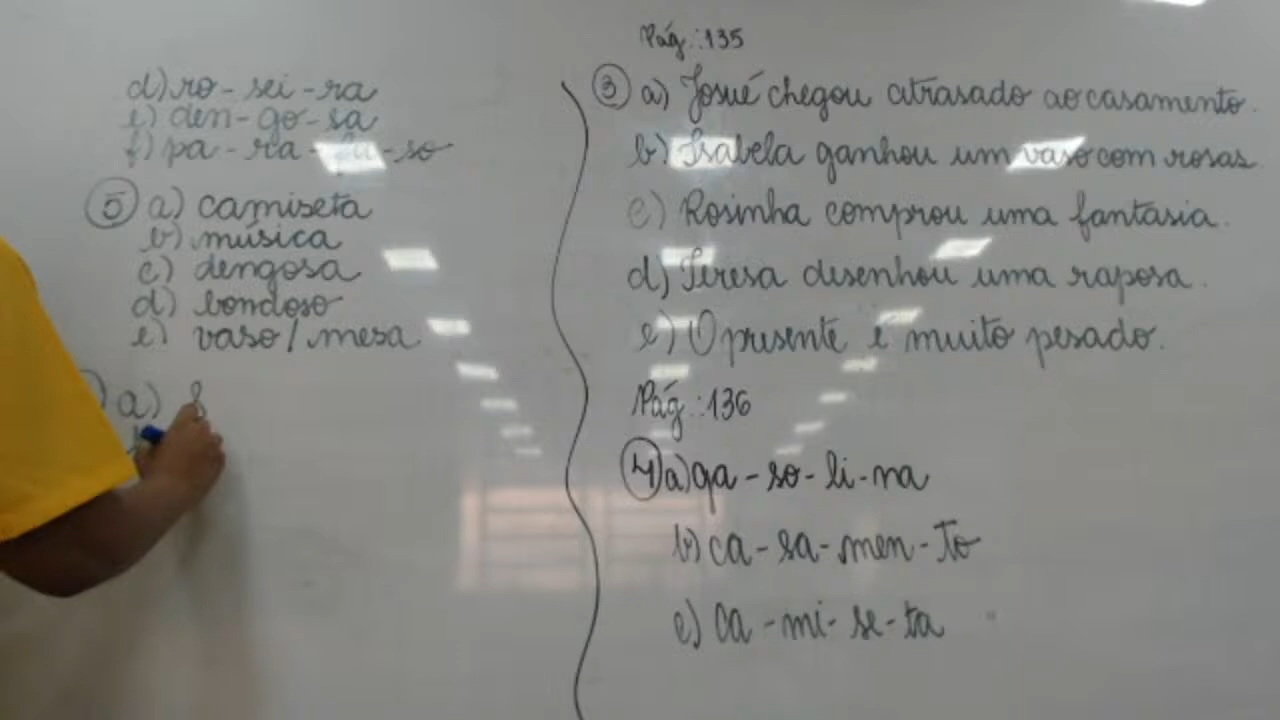 Pág.:135
③ a) Josué chegou atrasado ao casamento.
b) Isabela ganhou um vaso com rosas
c) Rosinha comprou uma fantasia.
d) Teresa desenhou uma raposa.
e) O presente é muito pesado.
Pág.:136
④ a) ga-so-li-na
b) ca-sa-men-to
c) ca-mi-se-ta
d) ro-sei-ra
e) den-go-sa
f) pa-ra-fu-so
⑤ a) camiseta
b) música
c) dengosa
d) bondoso
e) vaso/mesa
a)